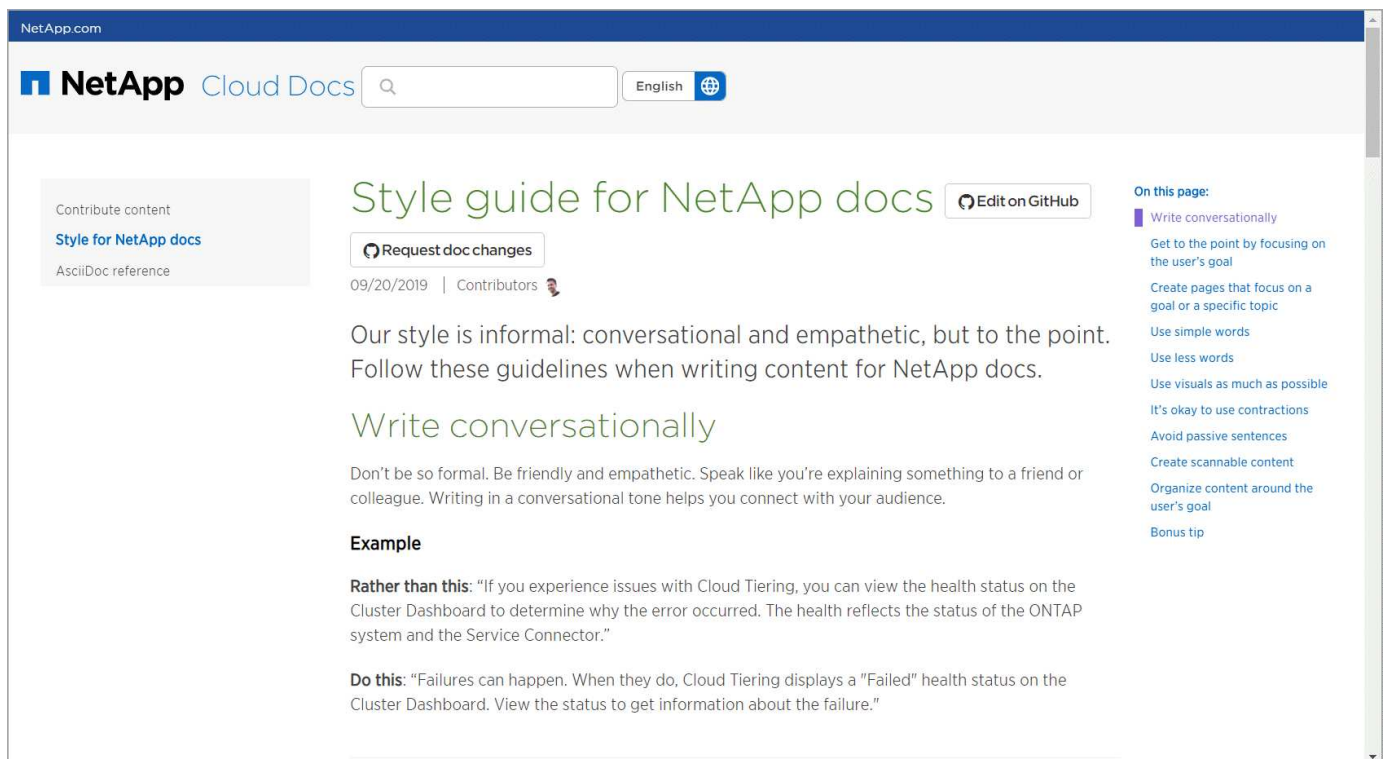 NetApp.com
NetApp Cloud Docs
English
Contribute content
Style for NetApp docs
AsciiDoc reference
Style guide for NetApp docs
Edit on GitHub
Request doc changes
09/20/2019 | Contributors
Our style is informal: conversational and empathetic, but to the point.
Follow these guidelines when writing content for NetApp docs.
Write conversationally
Don’t be so formal. Be friendly and empathetic. Speak like you’re explaining something to a friend or
colleague. Writing in a conversational tone helps you connect with your audience.
Example
Rather than this: “If you experience issues with Cloud Tiering, you can view the health status on the
Cluster Dashboard to determine why the error occurred. The health reflects the status of the ONTAP
system and the Service Connector.”
Do this: “Failures can happen. When they do, Cloud Tiering displays a "Failed" health status on the
Cluster Dashboard. View the status to get information about the failure."
On this page:
Write conversationally
Get to the point by focusing on
the user’s goal
Create pages that focus on a
goal or a specific topic
Use simple words
Use less words
Use visuals as much as possible
It’s okay to use contractions
Avoid passive sentences
Create scannable content
Organize content around the
user’s goal
Bonus tip